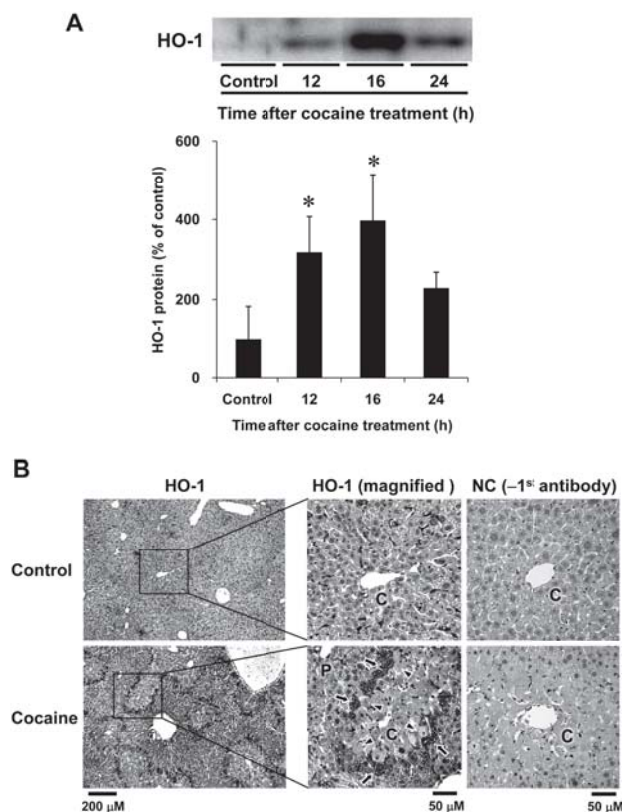 A
HO-1
Control 12 16 24
Time after cocaine treatment (h)
600
400
200
0
HO-1 protein (% of control)
*
*
Control 12 16 24
Time after cocaine treatment (h)
B
HO-1 HO-1 (magnified ) NC (–1st antibody)
Control
C
C
Cocaine
P
C
C
200 µM 50 µM 50 µM